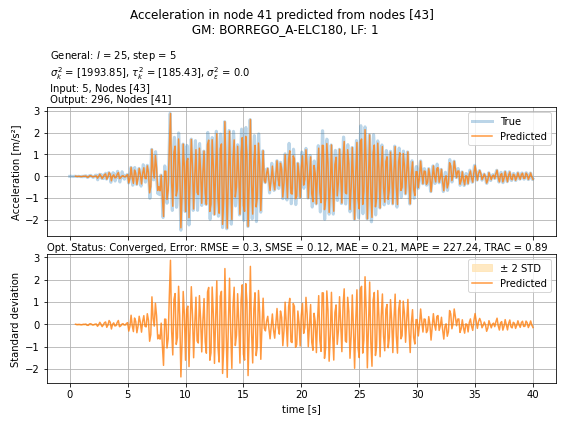 Acceleration in node 41 predicted from nodes [43]
GM: BORREGO_A-ELC180, LF: 1
General: l = 25, step = 5
σ²ₖ = [1993.85], τ²ₖ = [185.43], σ²ε = 0.0
Input: 5, Nodes [43]
Output: 296, Nodes [41]
Acceleration [m/s²]
3
2
1
0
−1
−2
True
Predicted
Opt. Status: Converged, Error: RMSE = 0.3, SMSE = 0.12, MAE = 0.21, MAPE = 227.24, TRAC = 0.89
Standard deviation
3
2
1
0
−1
−2
± 2 STD
Predicted
0 5 10 15 20 25 30 35 40
time [s]